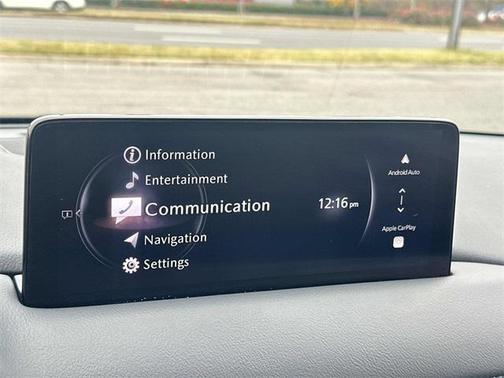 Information
Entertainment
Communication
12:16 pm
Navigation
Settings
Android Auto
Apple CarPlay